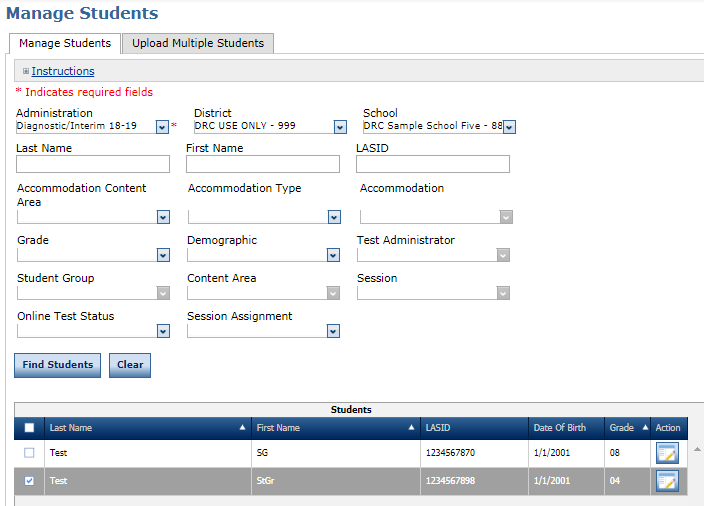 Manage Students
Manage Students Upload Multiple Students
Instructions
* Indicates required fields
Administration District School
Diagnostic/Interim 18-19 * DRC USE ONLY - 999 DRC Sample School Five - 88
Last Name First Name LASID
Accommodation Content Area Accommodation Type Accommodation
Grade Demographic Test Administrator
Student Group Content Area Session
Online Test Status Session Assignment
Find Students Clear
Students
Last Name First Name LASID Date Of Birth Grade Action
Test SG 1234567870 1/1/2001 08
Test StGr 1234567898 1/1/2001 04